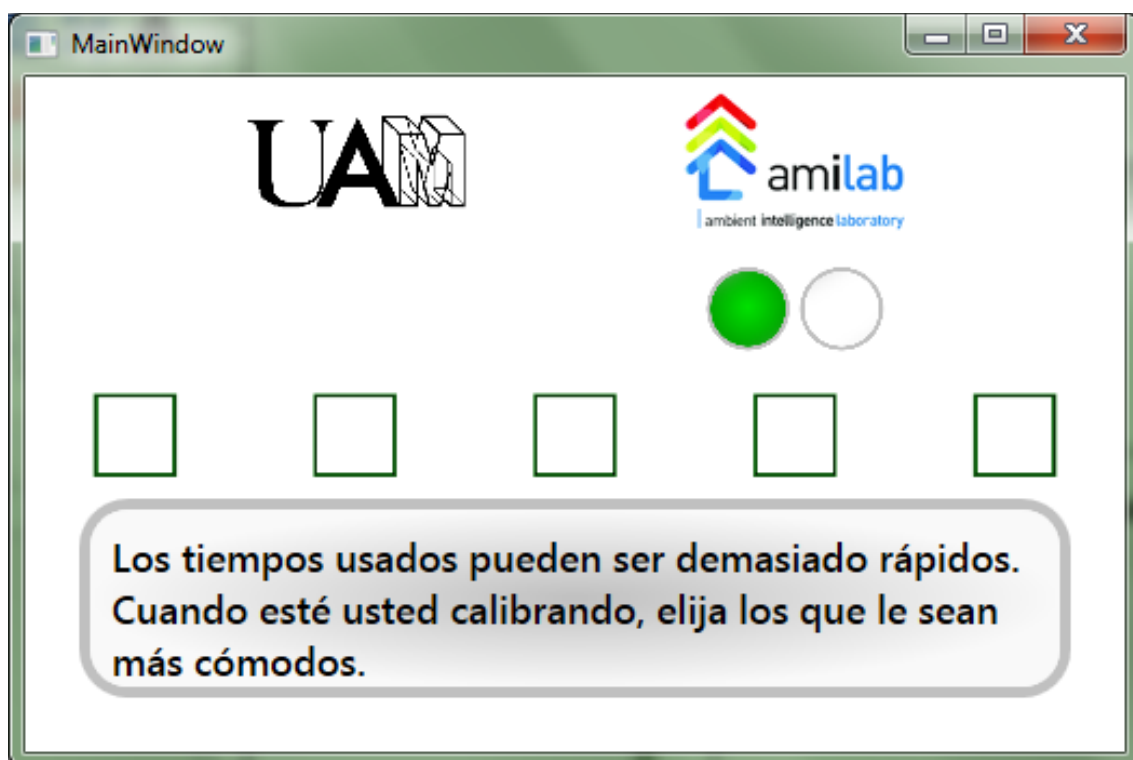 MainWindow
UAM
amilab
ambient intelligence laboratory
Los tiempos usados pueden ser demasiado rápidos.
Cuando esté usted calibrando, elija los que le sean
más cómodos.